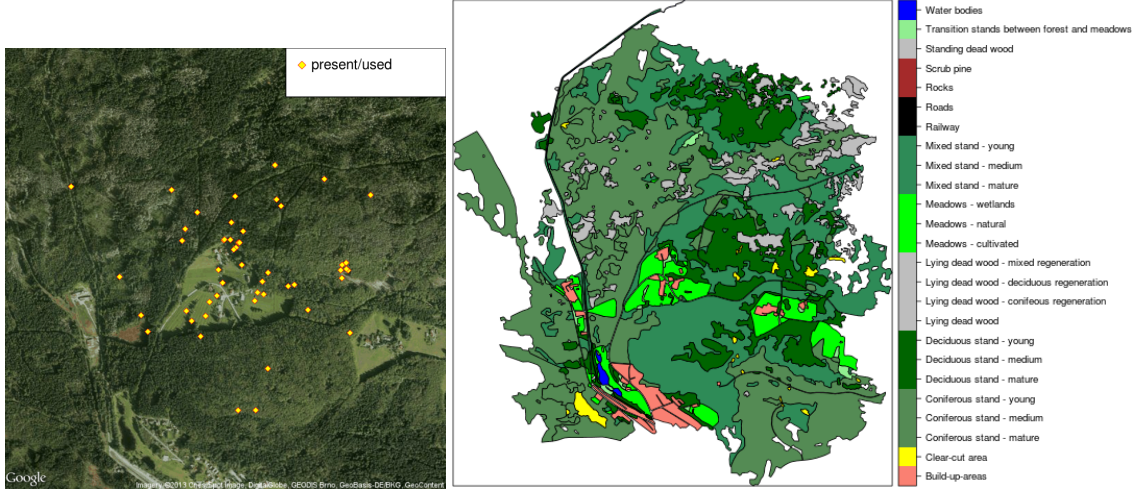 present/used
Google
Imagery ©2013 Cnes/Spot Image, DigitalGlobe, GEODIS Brno, GeoBasis-DE/BKG, GeoContent
Water bodies
Transition stands between forest and meadows
Standing dead wood
Scrub pine
Rocks
Roads
Railway
Mixed stand - young
Mixed stand - medium
Mixed stand - mature
Meadows - wetlands
Meadows - natural
Meadows - cultivated
Lying dead wood - mixed regeneration
Lying dead wood - deciduous regeneration
Lying dead wood - coniferous regeneration
Lying dead wood
Deciduous stand - young
Deciduous stand - medium
Deciduous stand - mature
Coniferous stand - young
Coniferous stand - medium
Coniferous stand - mature
Clear-cut area
Build-up-areas